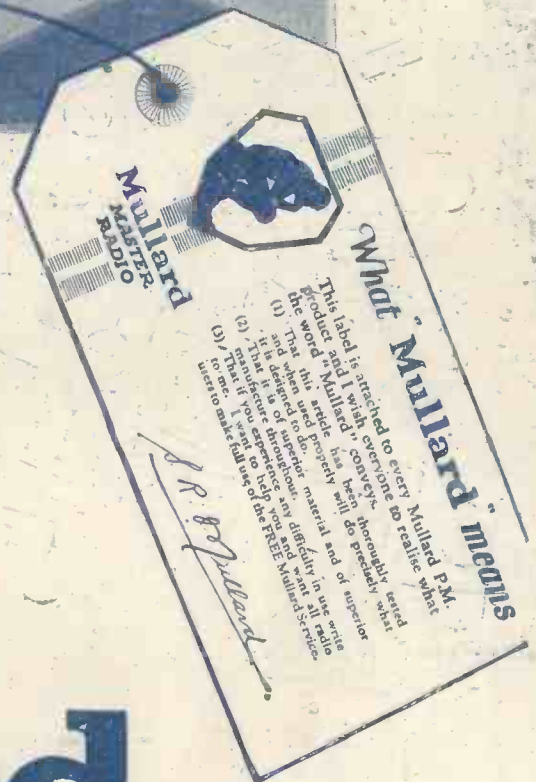 Mullard
MASTER
RADIO
What "Mullard" means
This label is attached to every Mullard P.M.
product and I wish everyone to realise what
the word "Mullard" conveys.
(1) That this article has been thoroughly tested
and when used properly will do precisely what
it is designed to do.
(2) That it is of superior material and of superior
manufacture throughout.
(3) That if you experience any difficulty in use write
to me. I want to help you and want all radio
users to make full use of the FREE Mullard Service.
S R Mullard